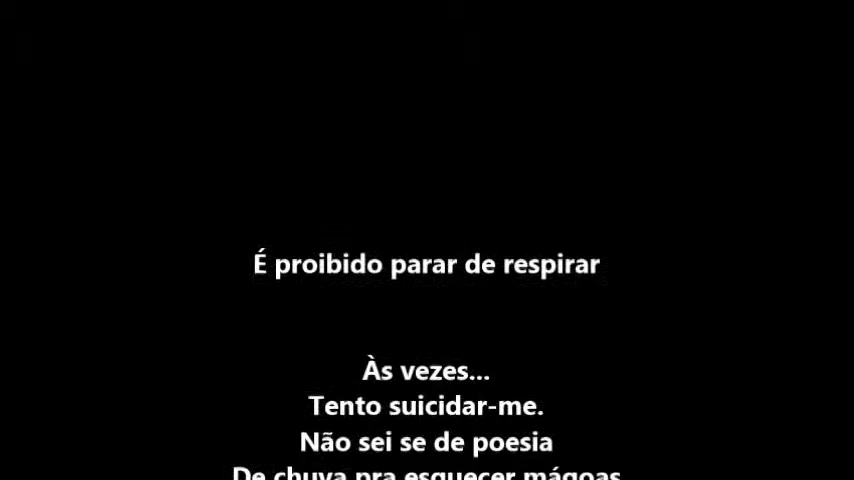 É proibido parar de respirar
Às vezes...
Tento suicidar-me.
Não sei se de poesia
De chuva pra esquecer mágoas